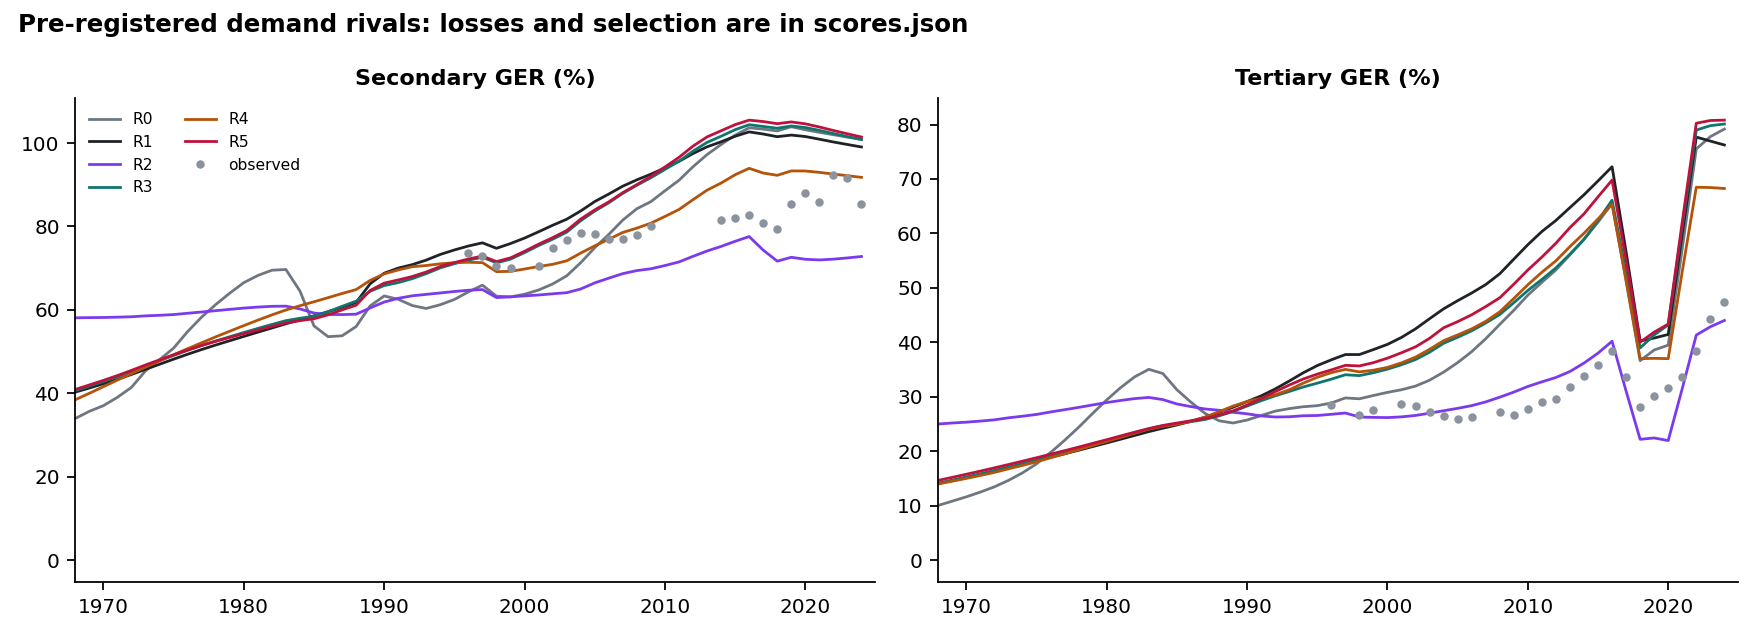 Pre-registered demand rivals: losses and selection are in scores.json
Secondary GER (%)
R0
R1
R2
R3
R4
R5
observed
100
80
60
40
20
0
1970
1980
1990
2000
2010
2020
Tertiary GER (%)
80
70
60
50
40
30
20
10
0
1970
1980
1990
2000
2010
2020